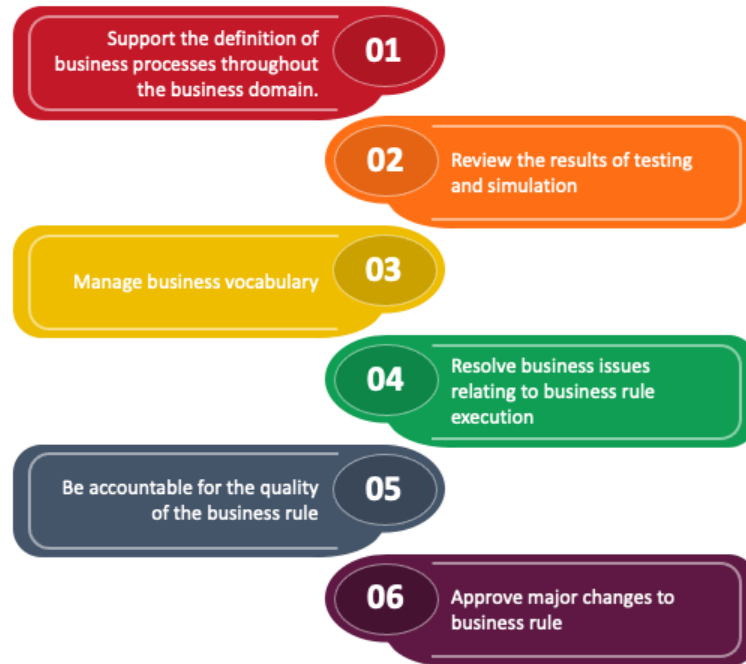 Support the definition of
business processes throughout
the business domain.
01
02
Review the results of testing
and simulation
Manage business vocabulary
03
04
Resolve business issues
relating to business rule
execution
Be accountable for the quality
of the business rule
05
06
Approve major changes to
business rule